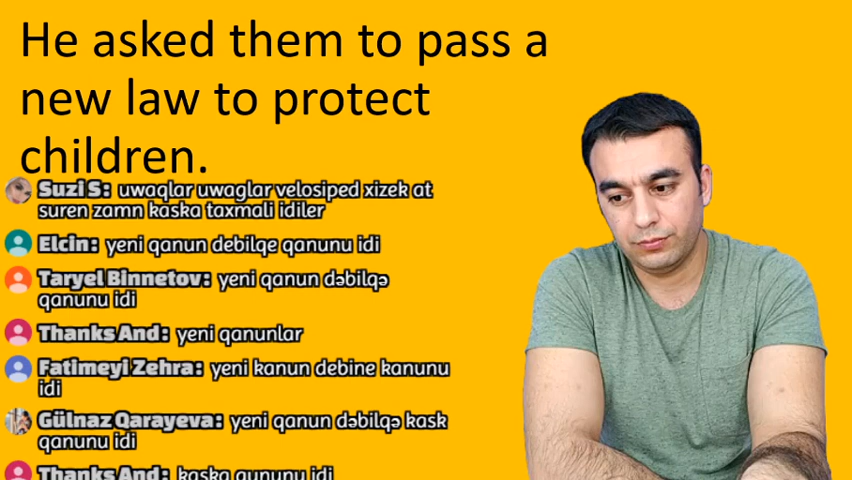 He asked them to pass a
new law to protect
children.
Suzi S: uwaqlar uwaglar velosiped xizek at
suren zamn kaska taxmali idiler
Elcin: yeni qanun debilqe qanunu idi
Taryel Binnetov: yeni qanun dəbilqə
qanunu idi
Thanks And: yeni qanunlar
Fatimeyi Zehra: yeni kanun debine kanunu
idi
Gülnaz Qarayeva: yeni qanun dəbilqə kask
qanunu idi
Thanks And: kaska qununu idi